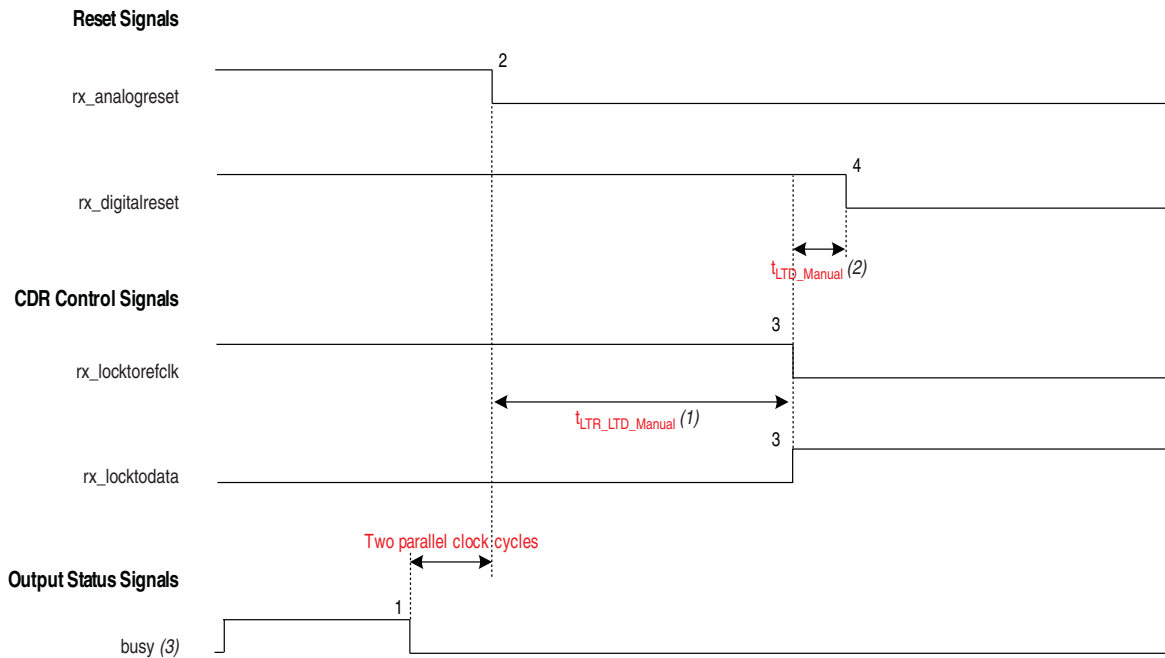 Reset Signals
2
rx_analogreset
4
rx_digitalreset
tLTD_Manual (2)
CDR Control Signals
3
rx_locktorefclk
tLTR_LTD_Manual (1)
3
rx_locktodata
Two parallel clock cycles
Output Status Signals
1
busy (3)